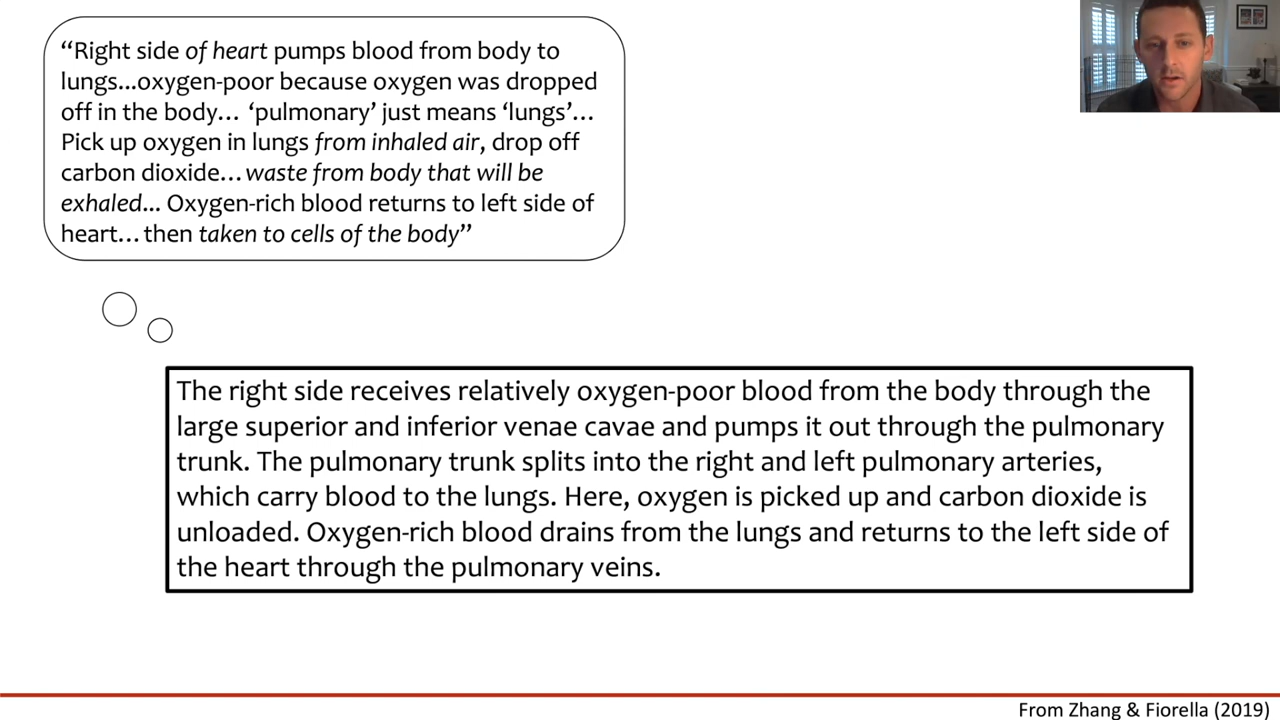 “Right side of heart pumps blood from body to
lungs...oxygen-poor because oxygen was dropped
off in the body… ‘pulmonary’ just means ‘lungs’…
Pick up oxygen in lungs from inhaled air, drop off
carbon dioxide…waste from body that will be
exhaled... Oxygen-rich blood returns to left side of
heart…then taken to cells of the body”
The right side receives relatively oxygen-poor blood from the body through the
large superior and inferior venae cavae and pumps it out through the pulmonary
trunk. The pulmonary trunk splits into the right and left pulmonary arteries,
which carry blood to the lungs. Here, oxygen is picked up and carbon dioxide is
unloaded. Oxygen-rich blood drains from the lungs and returns to the left side of
the heart through the pulmonary veins.
From Zhang & Fiorella (2019)